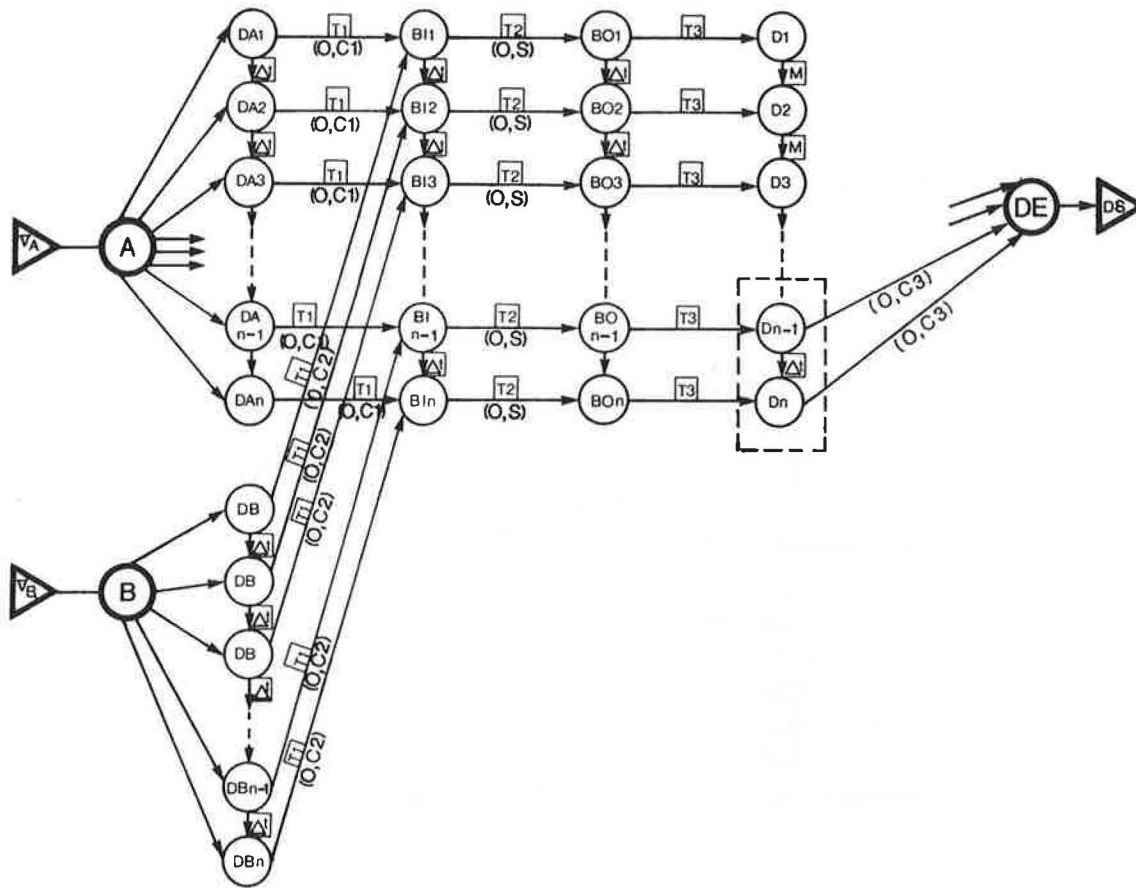 DA1 T1 (O,C1) BI1 T2 (O,S) BO1 T3 D1
Δt Δt Δt M
DA2 T1 (O,C1) BI2 T2 (O,S) BO2 T3 D2
Δt Δt Δt M
DA3 T1 (O,C1) BI3 T2 (O,S) BO3 T3 D3
∇A A DE D8
(O,C3)
(O,C3)
DA n-1 T1 (O,C1) BI n-1 T2 (O,S) BO n-1 T3 Dn-1
Δt Δt
DAn T1 (O,C1) BIn T2 (O,S) BOn T3 Dn
T1 (O,C2)
T1 (O,C2)
T1 (O,C2)
DB
Δt
∇B B DB
Δt
DB
Δt
T1 (O,C2)
T1 (O,C2)
DBn-1
Δt
DBn